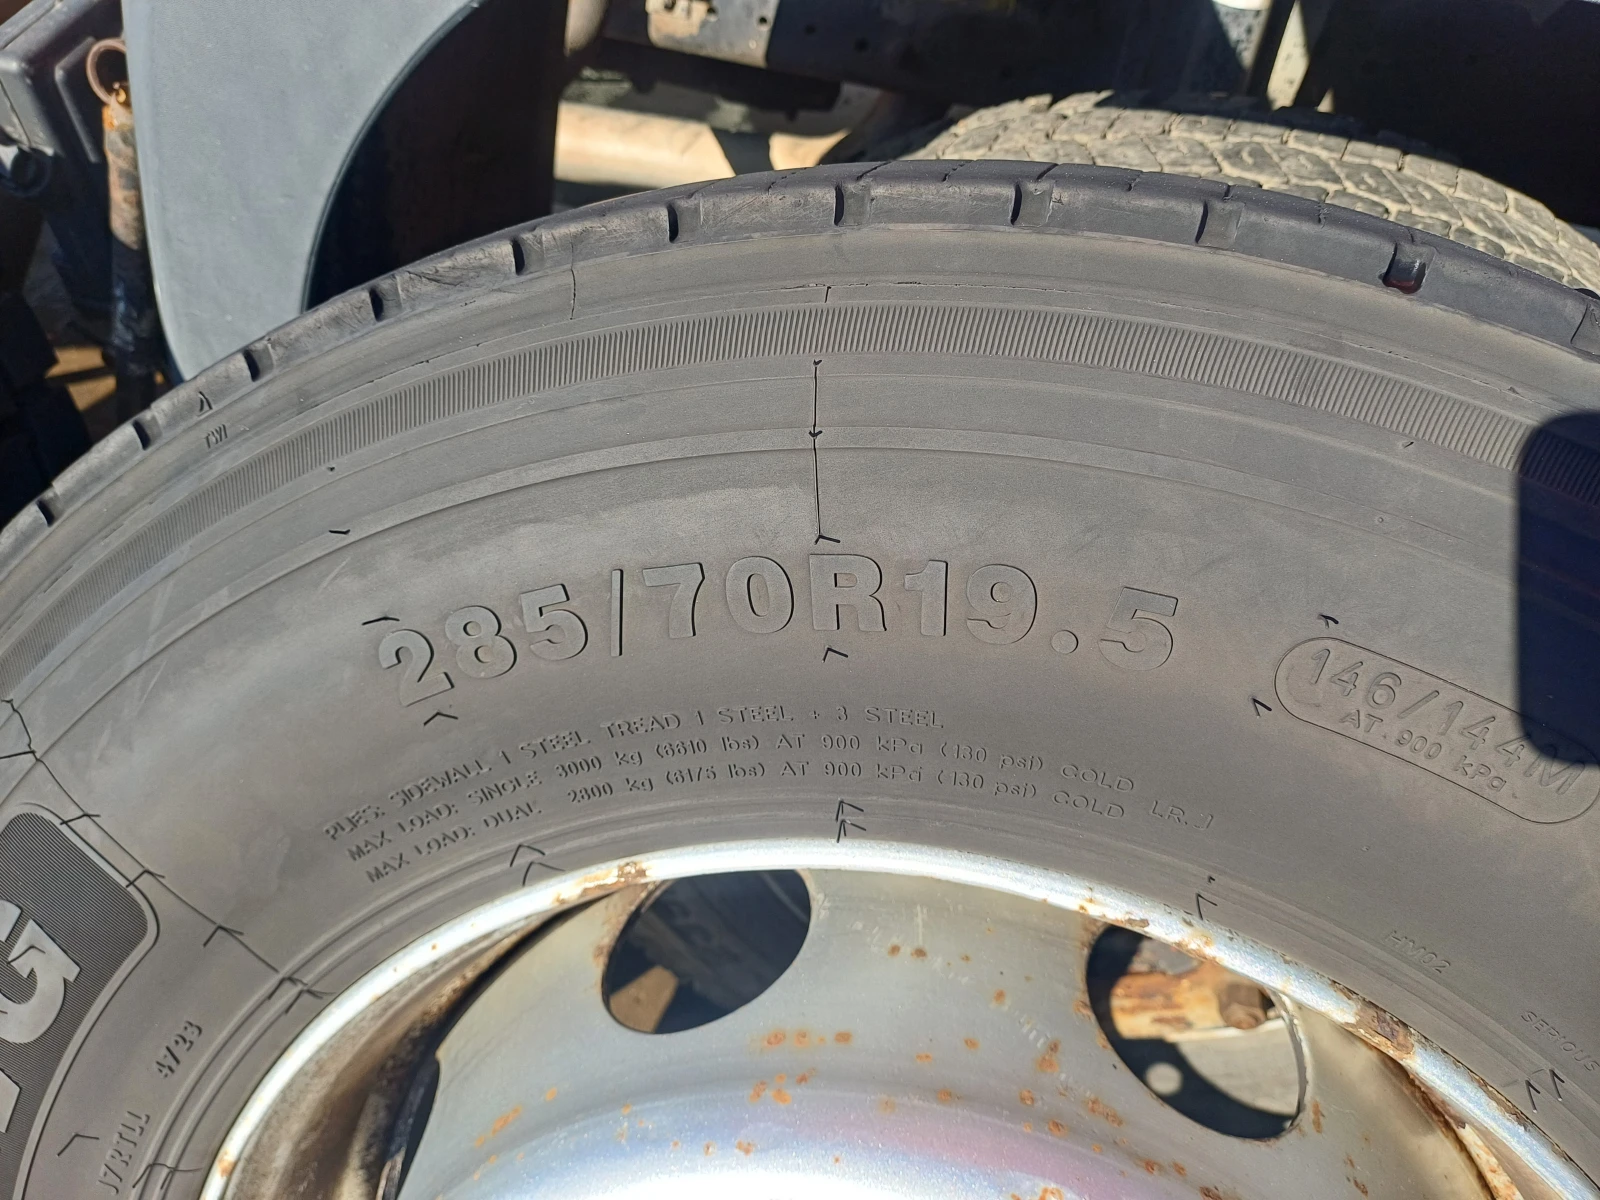 TWI
285/70R19.5
146/144M
AT 900 kPa
PLIES: SIDEWALL 1 STEEL TREAD 1 STEEL + 3 STEEL
MAX LOAD: SINGLE 3000 kg (6610 lbs) AT 900 kPa (130 psi) COLD
MAX LOAD: DUAL 2800 kg (6175 lbs) AT 900 kPa (130 psi) COLD LR. J
G
HM02
SERIOUS